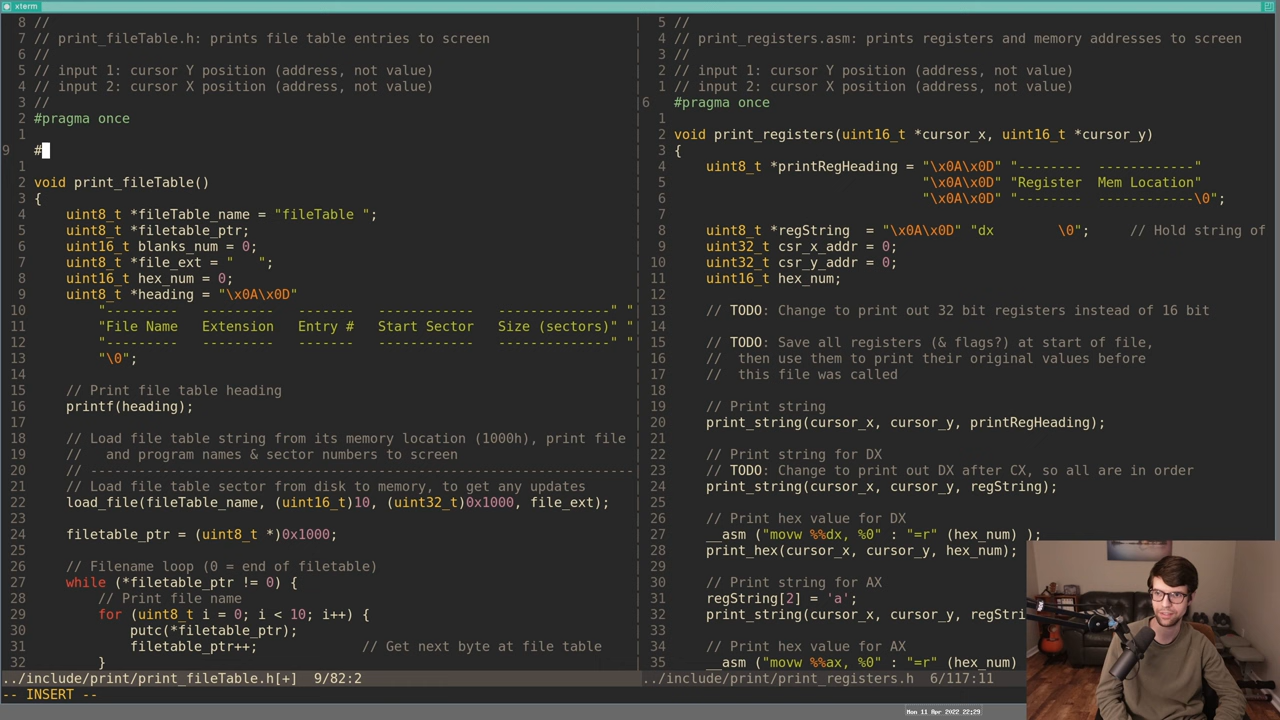 xterm
8 //
7 // print_fileTable.h: prints file table entries to screen
6 //
5 // input 1: cursor Y position (address, not value)
4 // input 2: cursor X position (address, not value)
3 //
2 #pragma once
1
9 #
1
2 void print_fileTable()
3 {
4 uint8_t *fileTable_name = "fileTable ";
5 uint8_t *filetable_ptr;
6 uint16_t blanks_num = 0;
7 uint8_t *file_ext = "   ";
8 uint16_t hex_num = 0;
9 uint8_t *heading = "\x0A\x0D"
10 "---------   ---------   -------   ------------   --------------" "
11 "File Name   Extension   Entry #   Start Sector   Size (sectors)" "
12 "---------   ---------   -------   ------------   --------------" "
13 "\0";
14
15 // Print file table heading
16 printf(heading);
17
18 // Load file table string from its memory location (1000h), print file
19 //   and program names & sector numbers to screen
20 // --------------------------------------------------------------------
21 // Load file table sector from disk to memory, to get any updates
22 load_file(fileTable_name, (uint16_t)10, (uint32_t)0x1000, file_ext);
23
24 filetable_ptr = (uint8_t *)0x1000;
25
26 // Filename loop (0 = end of filetable)
27 while (*filetable_ptr != 0) {
28 // Print file name
29 for (uint8_t i = 0; i < 10; i++) {
30 putc(*filetable_ptr);
31 filetable_ptr++;             // Get next byte at file table
32 }
../include/print/print_fileTable.h[+]  9/82:2
-- INSERT --
5 //
4 // print_registers.asm: prints registers and memory addresses to screen
3 //
2 // input 1: cursor Y position (address, not value)
1 // input 2: cursor X position (address, not value)
6 #pragma once
1
2 void print_registers(uint16_t *cursor_x, uint16_t *cursor_y)
3 {
4 uint8_t *printRegHeading = "\x0A\x0D" "--------  ------------"
5 "\x0A\x0D" "Register  Mem Location"
6 "\x0A\x0D" "--------  ------------\0";
7
8 uint8_t *regString  = "\x0A\x0D" "dx        \0";     // Hold string of
9 uint32_t csr_x_addr = 0;
10 uint32_t csr_y_addr = 0;
11 uint16_t hex_num;
12
13 // TODO: Change to print out 32 bit registers instead of 16 bit
14
15 // TODO: Save all registers (& flags?) at start of file,
16 //  then use them to print their original values before
17 //  this file was called
18
19 // Print string
20 print_string(cursor_x, cursor_y, printRegHeading);
21
22 // Print string for DX
23 // TODO: Change to print out DX after CX, so all are in order
24 print_string(cursor_x, cursor_y, regString);
25
26 // Print hex value for DX
27 __asm ("movw %%dx, %0" : "=r" (hex_num) );
28 print_hex(cursor_x, cursor_y, hex_num);
29
30 // Print string for AX
31 regString[2] = 'a';
32 print_string(cursor_x, cursor_y, regStri
33
34 // Print hex value for AX
35 __asm ("movw %%ax, %0" : "=r" (hex_num)
../include/print/print_registers.h  6/117:11
Mon 11 Apr 2022 22:29